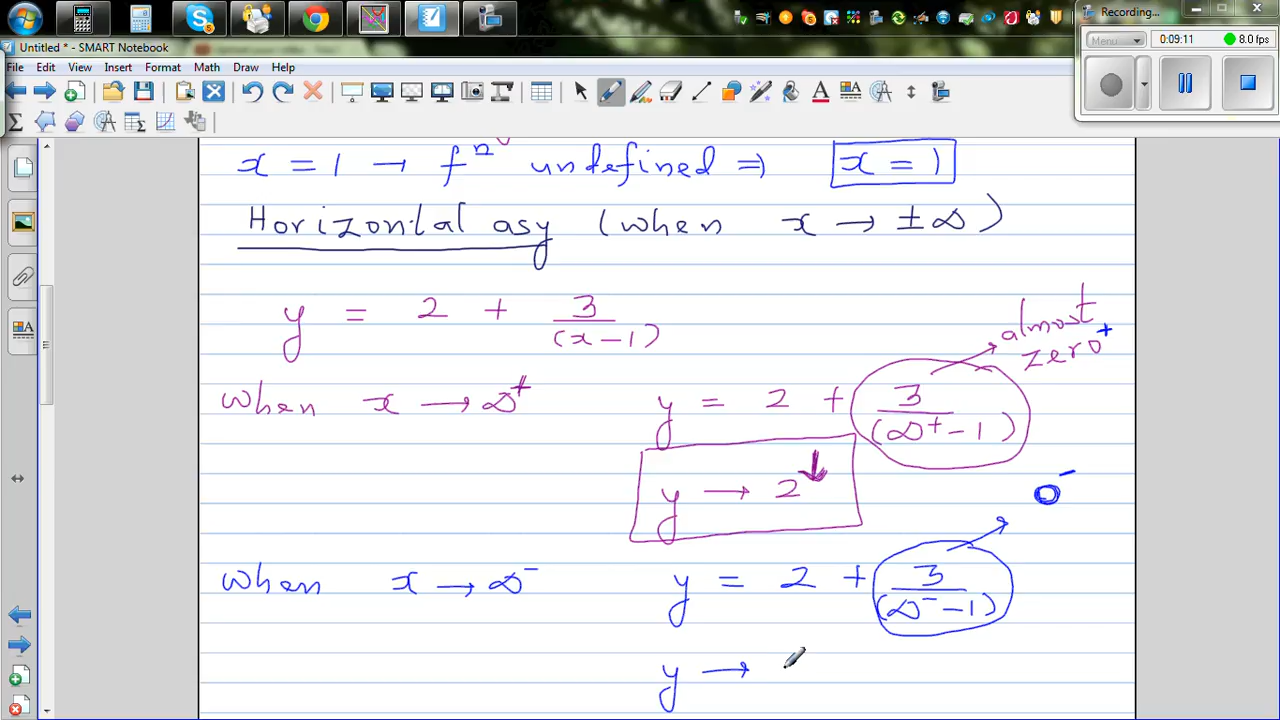 Recording...
Untitled * - SMART Notebook
Menu
0:09:11
8.0 fps
File Edit View Insert Format Math Draw Help
x = 1 → fⁿ undefined ⇒ x = 1
Horizontal asy (when x → ±∞)
y = 2 + 3/(x-1)
almost
zero⁺
When x → ∞⁺ y = 2 + 3/(∞⁺-1)
y → 2↓
0⁻
When x → ∞⁻ y = 2 + 3/(∞⁻-1)
y →